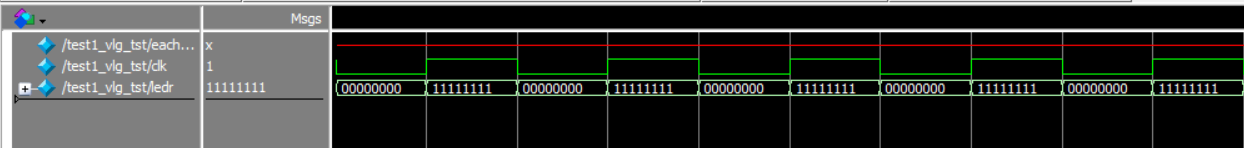 Msgs
/test1_vlg_tst/each... x
/test1_vlg_tst/clk 1
/test1_vlg_tst/ledr 11111111 00000000 11111111 00000000 11111111 00000000 11111111 00000000 11111111 00000000 11111111